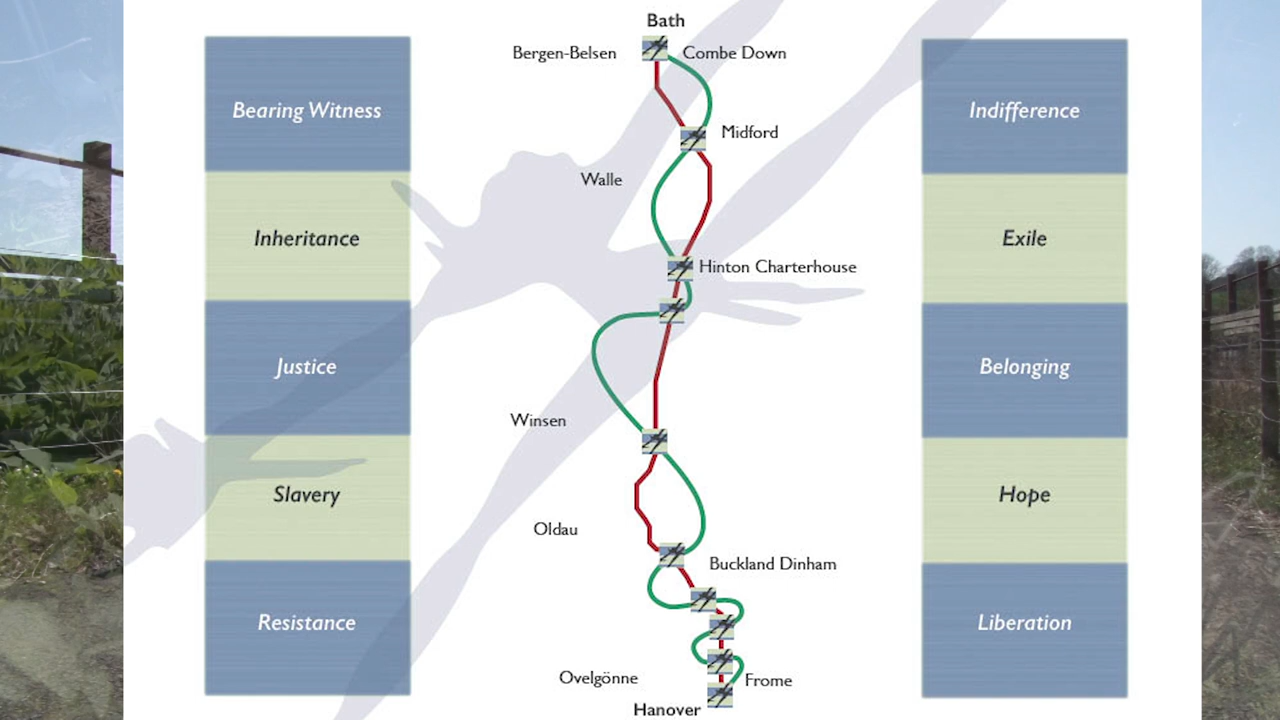 Bearing Witness
Inheritance
Justice
Slavery
Resistance
Bath
Bergen-Belsen
Combe Down
Midford
Walle
Hinton Charterhouse
Winsen
Oldau
Buckland Dinham
Ovelgönne
Frome
Hanover
Indifference
Exile
Belonging
Hope
Liberation